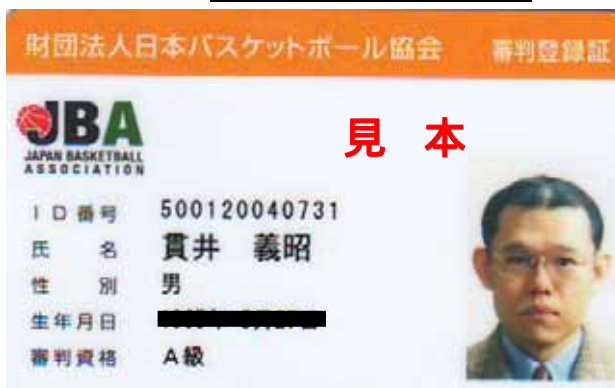 財団法人日本バスケットボール協会 審判登録証
JBA
JAPAN BASKETBALL
ASSOCIATION
見 本
ID番号 500120040731
氏 名 貫井 義昭
性 別 男
生年月日
審判資格 A級